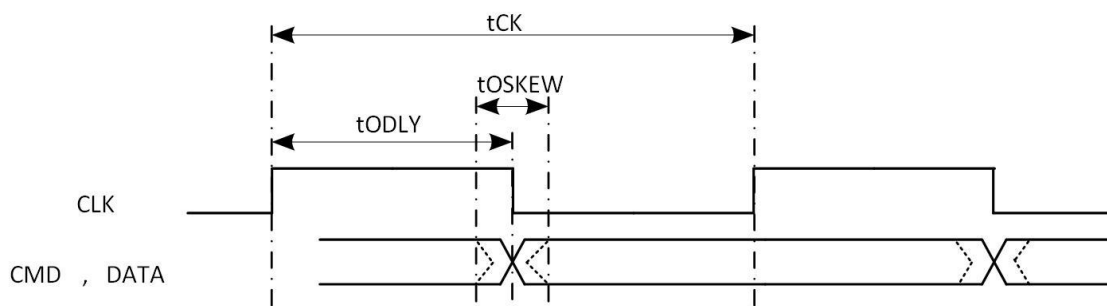 tCK
tOSKEW
tODLY
CLK
CMD , DATA